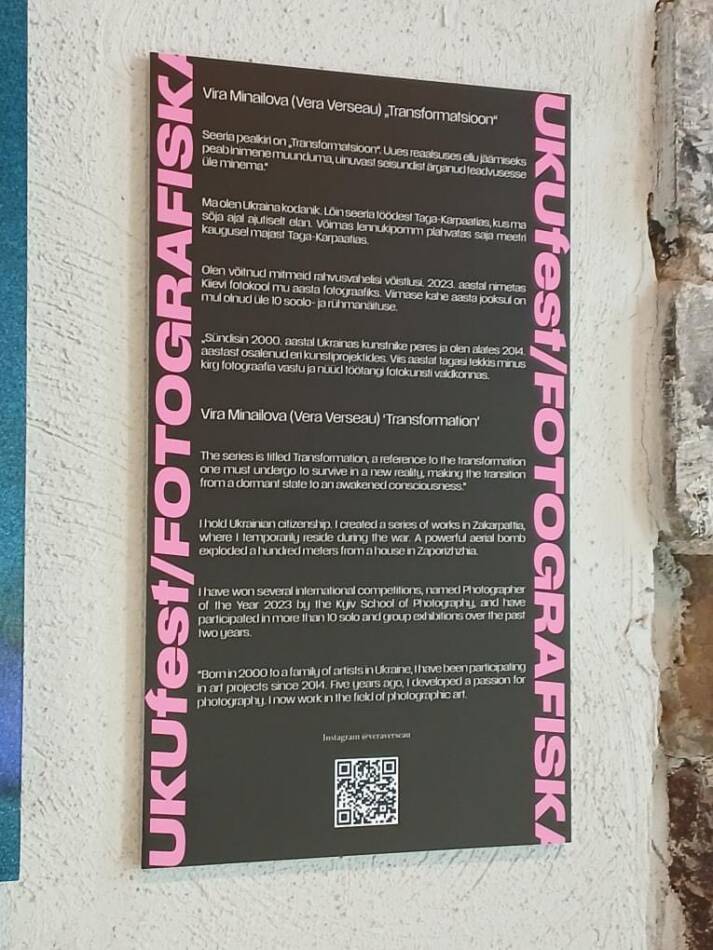 UKUfest/FOTOGRAFISKA
Vira Minailova (Vera Verseau) „Transformatsioon“
Seeria pealkiri on „Transformatsioon“. Uues reaalsuses ellu jäämiseks
peab inimene muunduma, uinuvast seisundist ärganud teadvusesse
üle minema."
Ma olen Ukraina kodanik. Lõin seeria töödest Taga-Karpaatias, kus ma
sõja ajal ajutiselt elan. Võimas lennukipomm plahvatas saja meetri
kaugusel majast Taga-Karpaatias.
Olen võitnud mitmeid rahvusvahelisi võistlusi. 2023. aastal nimetas
Kiievi fotokool mu aasta fotograafiks. Viimase kahe aasta jooksul on
mul olnud üle 10 soolo- ja rühmanäituse.
„Sündisin 2000. aastal Ukrainas kunstnike peres ja olen alates 2014.
aastast osalenud eri kunstiprojektides. Viis aastat tagasi tekkis minus
kirg fotograafia vastu ja nüüd töötangi fotokunsti valdkonnas.
Vira Minailova (Vera Verseau) 'Transformation'
The series is titled Transformation, a reference to the transformation
one must undergo to survive in a new reality, making the transition
from a dormant state to an awakened consciousness."
I hold Ukrainian citizenship. I created a series of works in Zakarpattia,
where I temporarily reside during the war. A powerful aerial bomb
exploded a hundred meters from a house in Zaporizhzhia.
I have won several international competitions, named Photographer
of the Year 2023 by the Kyiv School of Photography, and have
participated in more than 10 solo and group exhibitions over the past
two years.
"Born in 2000 to a family of artists in Ukraine, I have been participating
in art projects since 2014. Five years ago, I developed a passion for
photography. I now work in the field of photographic art.
Instagram @veraverseau
UKUfest/FOTOGRAFISKA